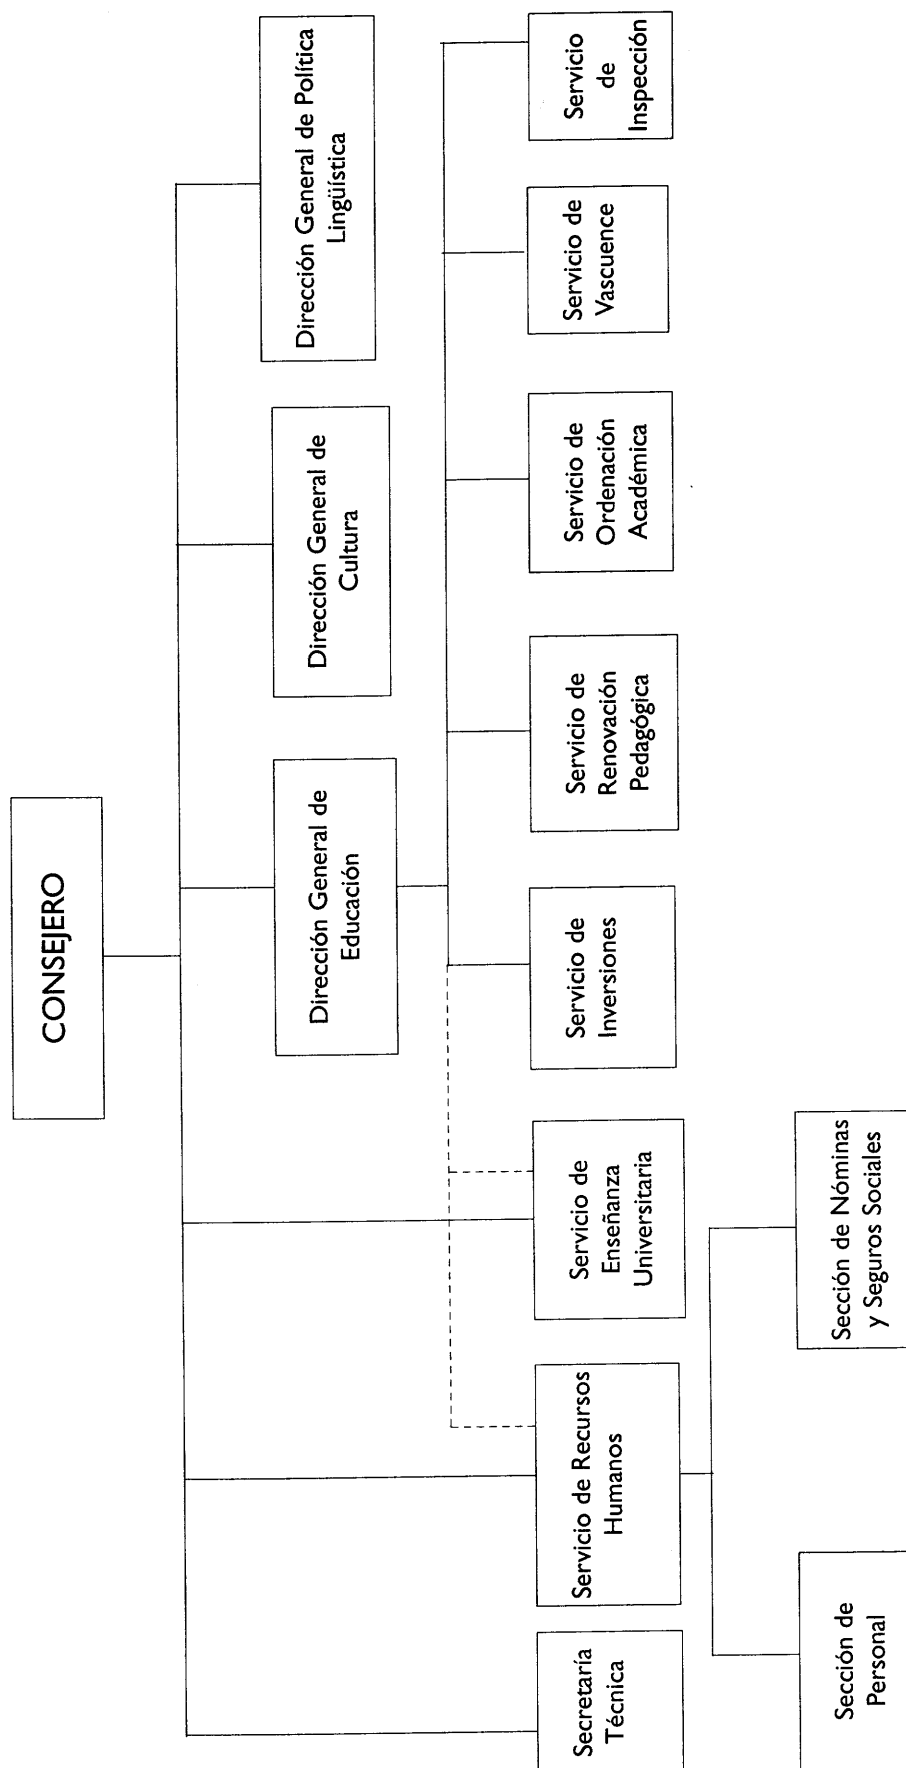 CONSEJERO
Dirección General de
Educación
Dirección General de
Cultura
Dirección General de Política
Lingüística
Secretaría
Técnica
Servicio de Recursos
Humanos
Servicio de
Enseñanza
Universitaria
Servicio de
Inversiones
Servicio de
Renovación
Pedagógica
Servicio de
Ordenación
Académica
Servicio de
Vascuence
Servicio
de
Inspección
Sección de
Personal
Sección de Nóminas
y Seguros Sociales